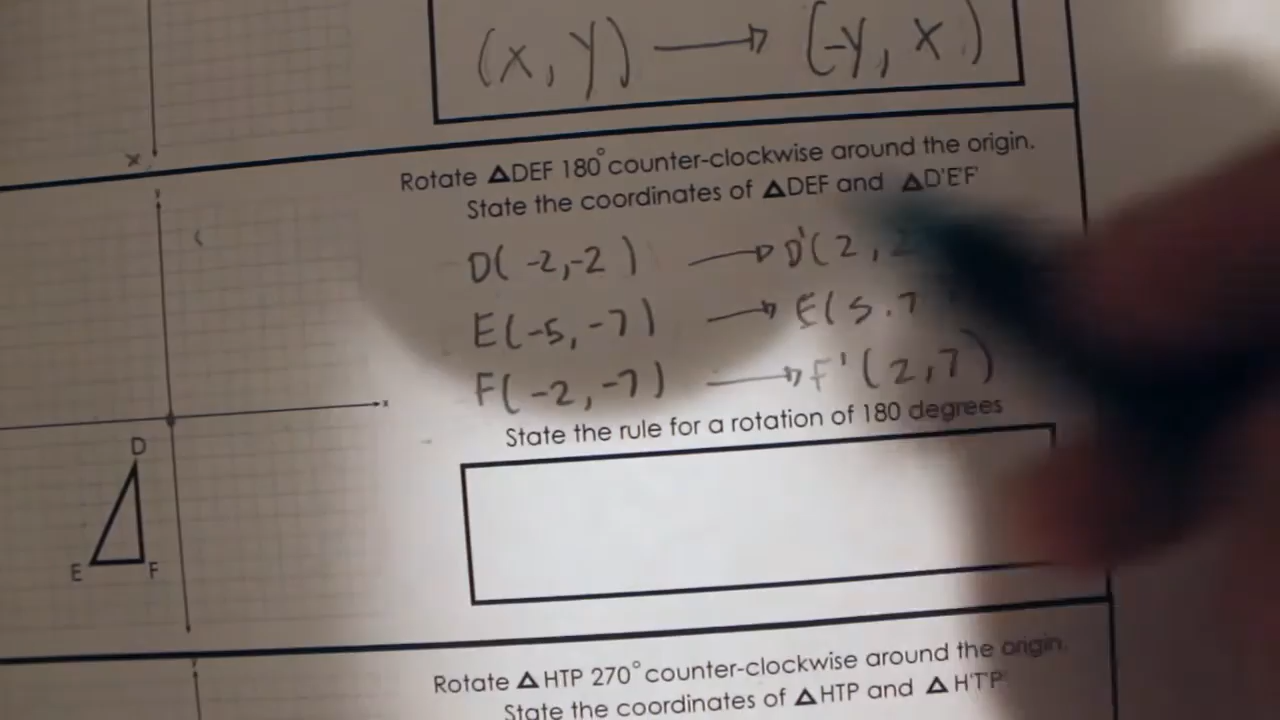 (x, y) → (-y, x)
x
y
Rotate △DEF 180° counter-clockwise around the origin.
State the coordinates of △DEF and △D'E'F'
D(-2,-2) → D'(2,
E(-5,-7) → E(5.7
F(-2,-7) → F'(2,7)
x
D
E F
State the rule for a rotation of 180 degrees
Rotate △HTP 270° counter-clockwise around the origin.
State the coordinates of △HTP and △H'T'P'